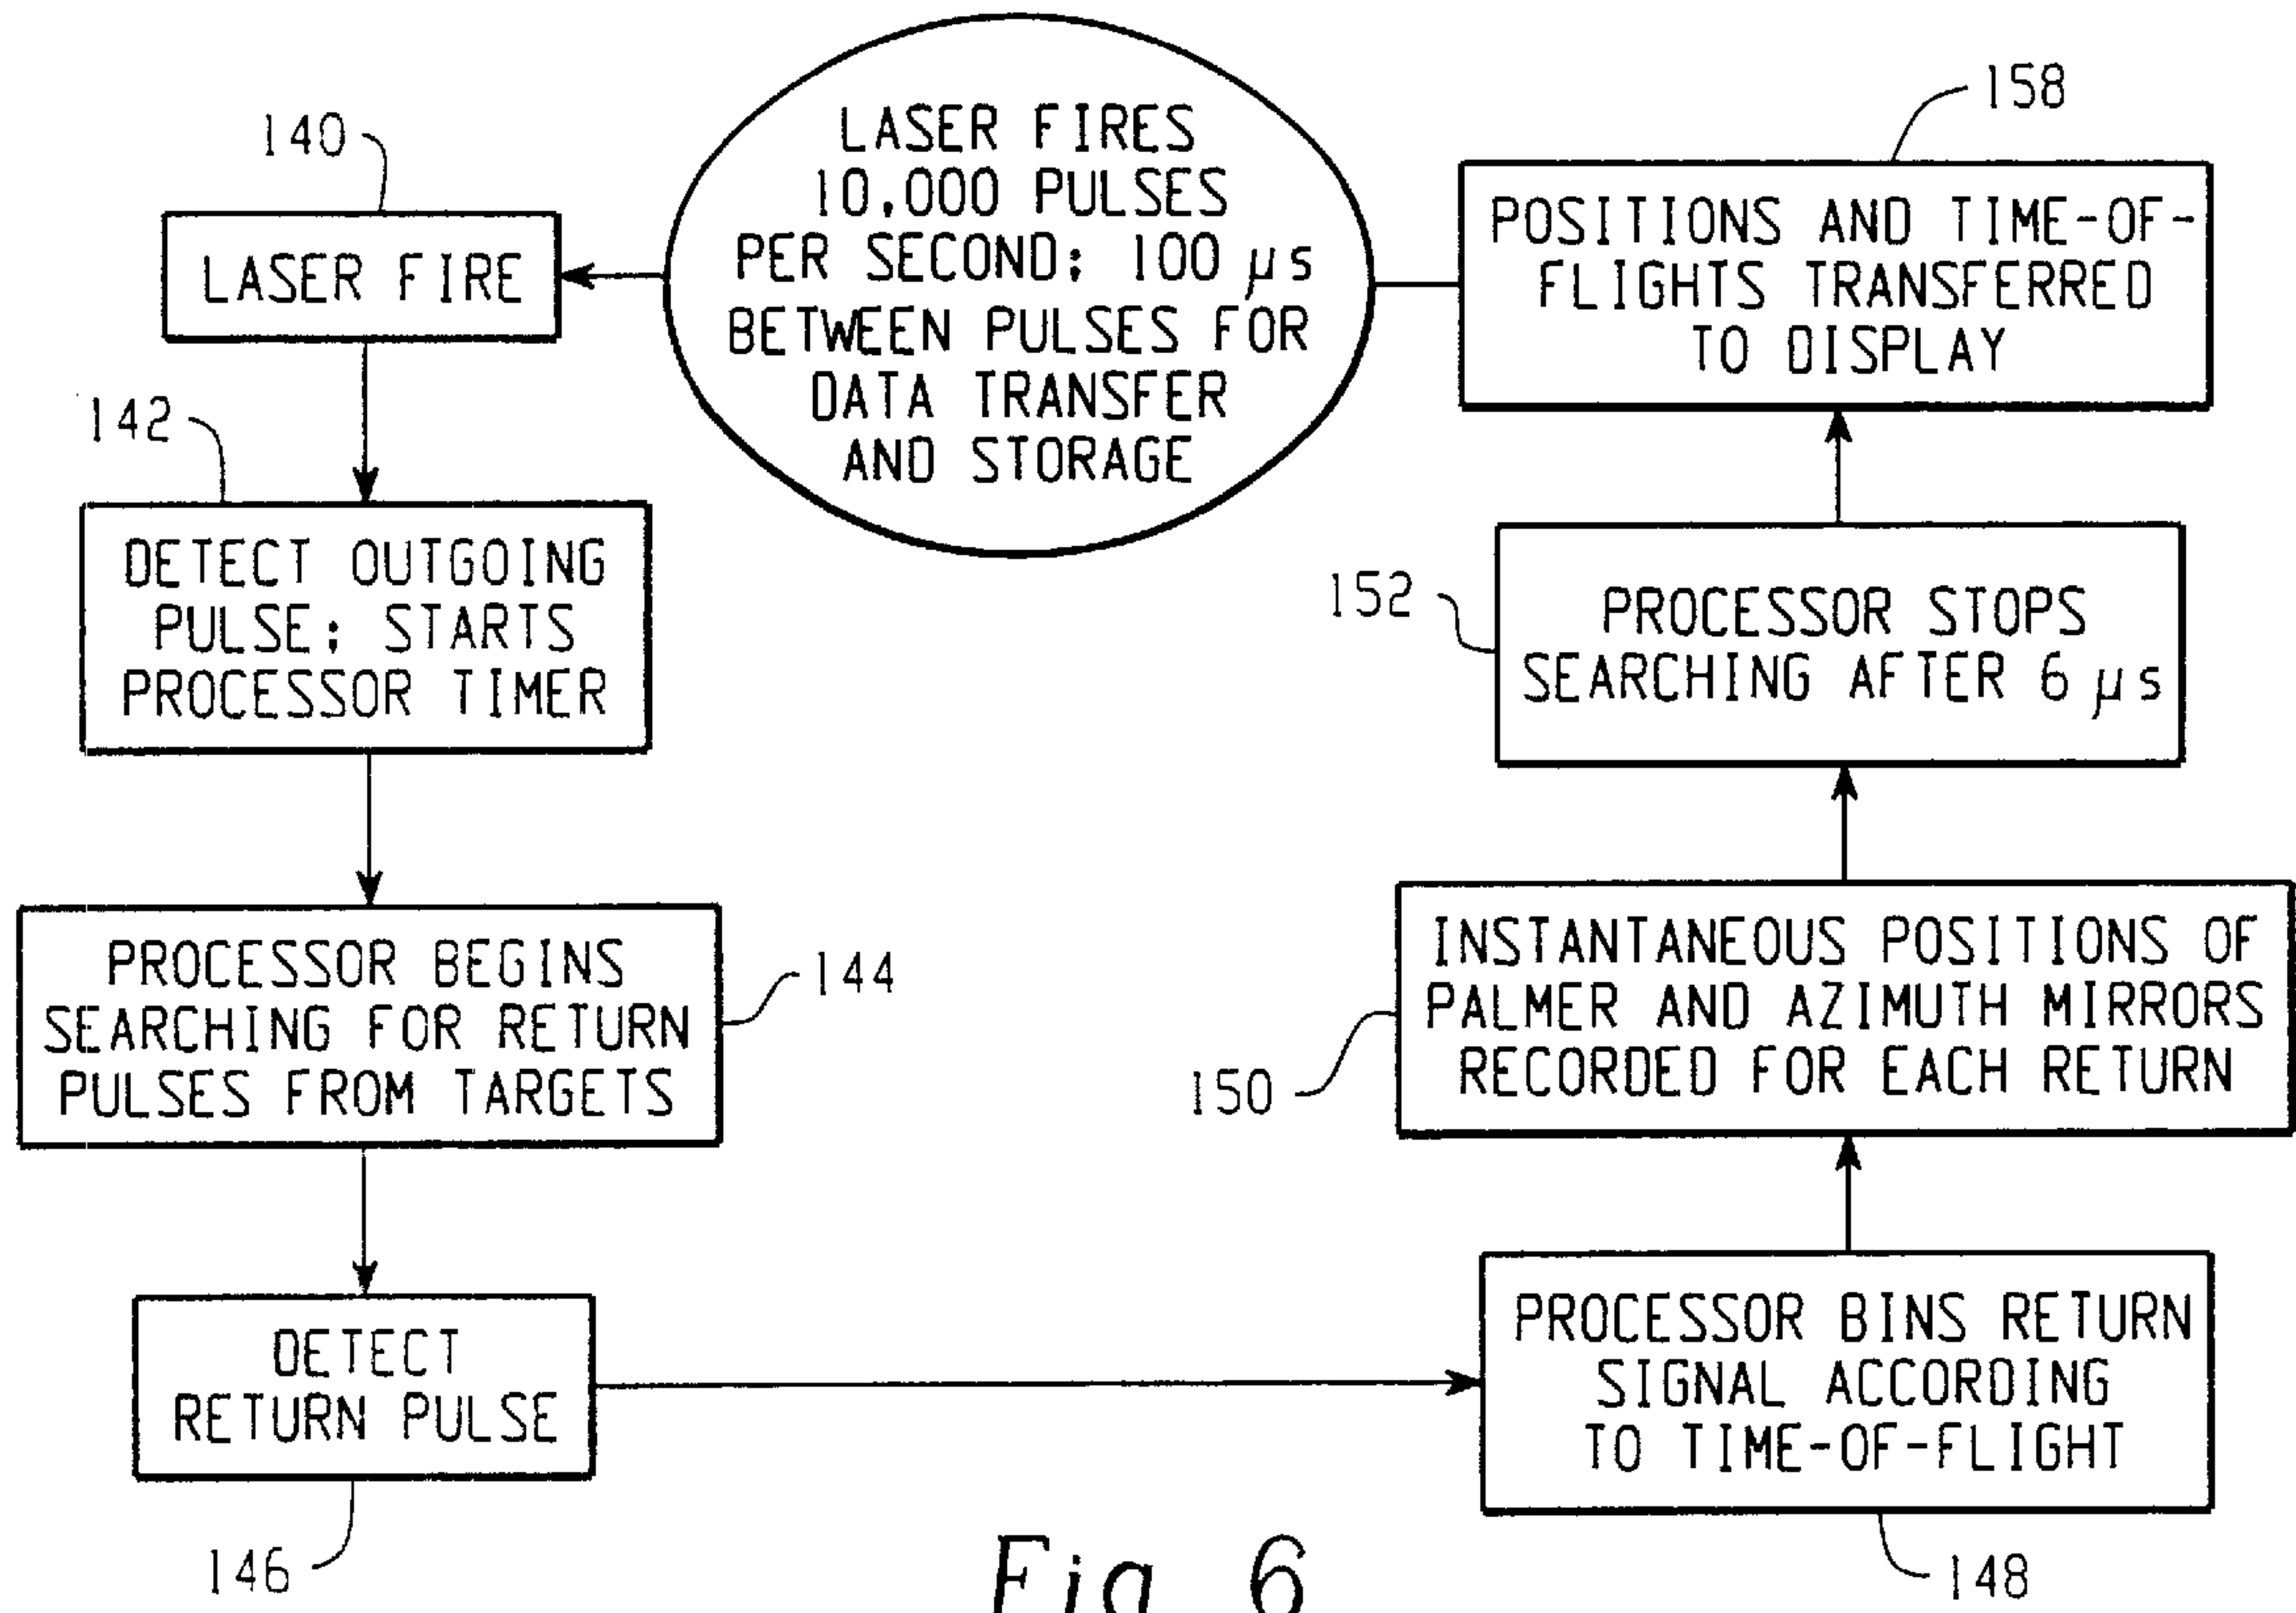 LASER FIRES
10,000 PULSES
PER SECOND; 100 μs
BETWEEN PULSES FOR
DATA TRANSFER
AND STORAGE
140
LASER FIRE
142
DETECT OUTGOING
PULSE; STARTS
PROCESSOR TIMER
144
PROCESSOR BEGINS
SEARCHING FOR RETURN
PULSES FROM TARGETS
DETECT
RETURN PULSE
146
PROCESSOR BINS RETURN
SIGNAL ACCORDING
TO TIME-OF-FLIGHT
148
INSTANTANEOUS POSITIONS OF
PALMER AND AZIMUTH MIRRORS
RECORDED FOR EACH RETURN
150
152
PROCESSOR STOPS
SEARCHING AFTER 6 μs
158
POSITIONS AND TIME-OF-
FLIGHTS TRANSFERRED
TO DISPLAY
Fig 6